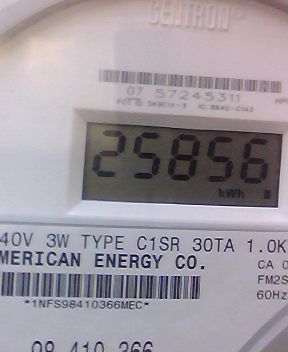 CENTRON
07 57245311
25856
kWh
40V 3W TYPE C1SR 30TA 1.0K
MERICAN ENERGY CO.
CA 0
FM2S
60Hz
*1NFS98410366MEC*
98 410 366